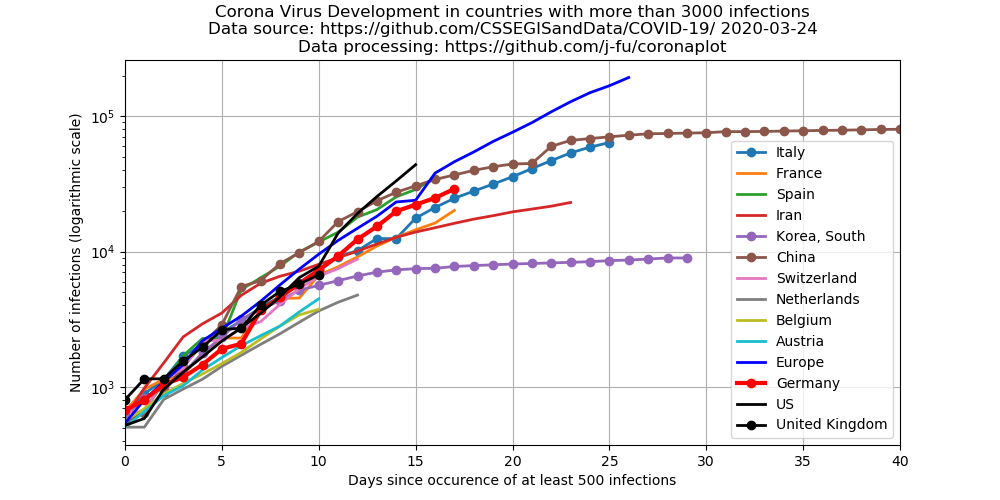 Corona Virus Development in countries with more than 3000 infections
Data source: https://github.com/CSSEGISandData/COVID-19/ 2020-03-24
Data processing: https://github.com/j-fu/coronaplot
Number of infections (logarithmic scale)
10⁵
10⁴
10³
Italy
France
Spain
Iran
Korea, South
China
Switzerland
Netherlands
Belgium
Austria
Europe
Germany
US
United Kingdom
0 5 10 15 20 25 30 35 40
Days since occurence of at least 500 infections